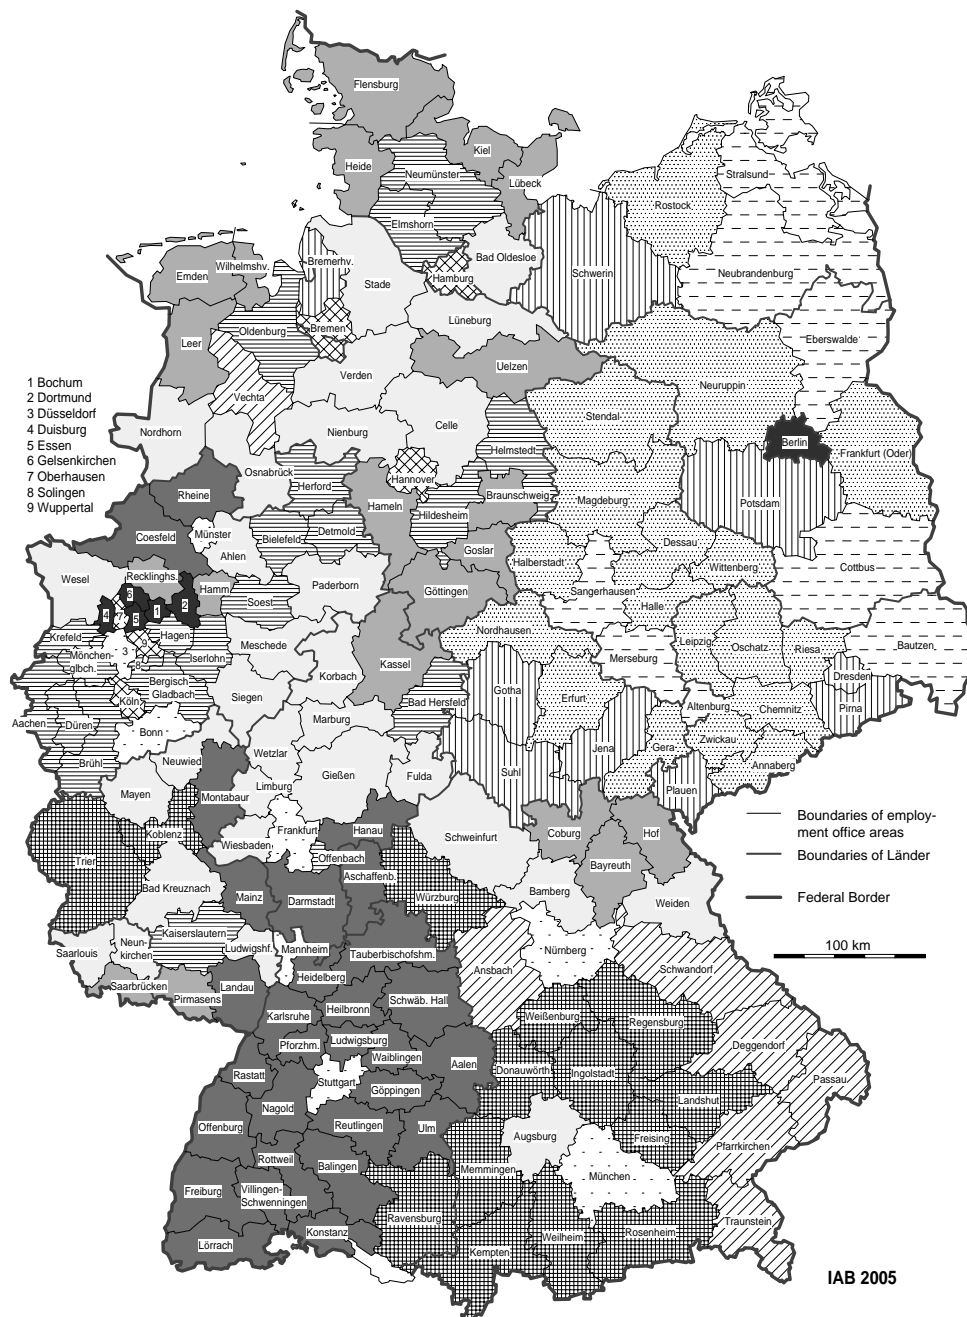 Flensburg
Kiel
Heide
Neumünster
Lübeck
Stralsund
Rostock
Elmshorn
Bad Oldesloe
Bremerhv.
Wilhelmshv.
Emden
Stade
Hamburg
Schwerin
Neubrandenburg
Lüneburg
Oldenburg
Bremen
Leer
Eberswalde
Uelzen
Verden
Neuruppin
1 Bochum
2 Dortmund
3 Düsseldorf
4 Duisburg
5 Essen
6 Gelsenkirchen
7 Oberhausen
8 Solingen
9 Wuppertal
Vechta
Stendal
Nordhorn
Nienburg
Celle
Berlin
Helmstedt
Frankfurt (Oder)
Osnabrück
Hannover
Herford
Rheine
Braunschweig
Magdeburg
Potsdam
Hameln
Hildesheim
Münster
Coesfeld
Bielefeld
Detmold
Dessau
Ahlen
Goslar
Halberstadt
Wittenberg
Cottbus
Wesel
Recklinghs.
Hamm
Paderborn
Göttingen
Sangerhausen
Soest
Halle
6
4
7
5
1
2
Nordhausen
Krefeld
Hagen
9
Meschede
Leipzig
Oschatz
Riesa
Bautzen
Mönchen-
glbch.
3
8
Iserlohn
Kassel
Merseburg
Korbach
Dresden
Bergisch
Gladbach
Gotha
Erfurt
Köln
Siegen
Bad Hersfeld
Altenburg
Chemnitz
Pirna
Aachen
Düren
Bonn
Marburg
Zwickau
Jena
Gera
Brühl
Neuwied
Wetzlar
Gießen
Fulda
Suhl
Annaberg
Mayen
Montabaur
Limburg
Plauen
Koblenz
Frankfurt
Hanau
Schweinfurt
Coburg
Hof
Boundaries of employ-
ment office areas
Wiesbaden
Offenbach
Trier
Bayreuth
Boundaries of Länder
Aschaffenb.
Bad Kreuznach
Mainz
Darmstadt
Würzburg
Bamberg
Weiden
Federal Border
Kaiserslautern
Saarlouis
Neun-
kirchen
Ludwigshf.
Mannheim
Tauberbischofshm.
Nürnberg
100 km
Ansbach
Schwandorf
Heidelberg
Saarbrücken
Pirmasens
Landau
Schwäb. Hall
Karlsruhe
Heilbronn
Weißenburg
Regensburg
Pforzhm.
Ludwigsburg
Deggendorf
Waiblingen
Aalen
Donauwörth
Ingolstadt
Passau
Rastatt
Stuttgart
Göppingen
Nagold
Landshut
Offenburg
Reutlingen
Ulm
Augsburg
Freising
Pfarrkirchen
Rottweil
Balingen
Memmingen
München
Freiburg
Villingen-
Schwenningen
Ravensburg
Traunstein
Konstanz
Rosenheim
Lörrach
Weilheim
Kempten
IAB 2005